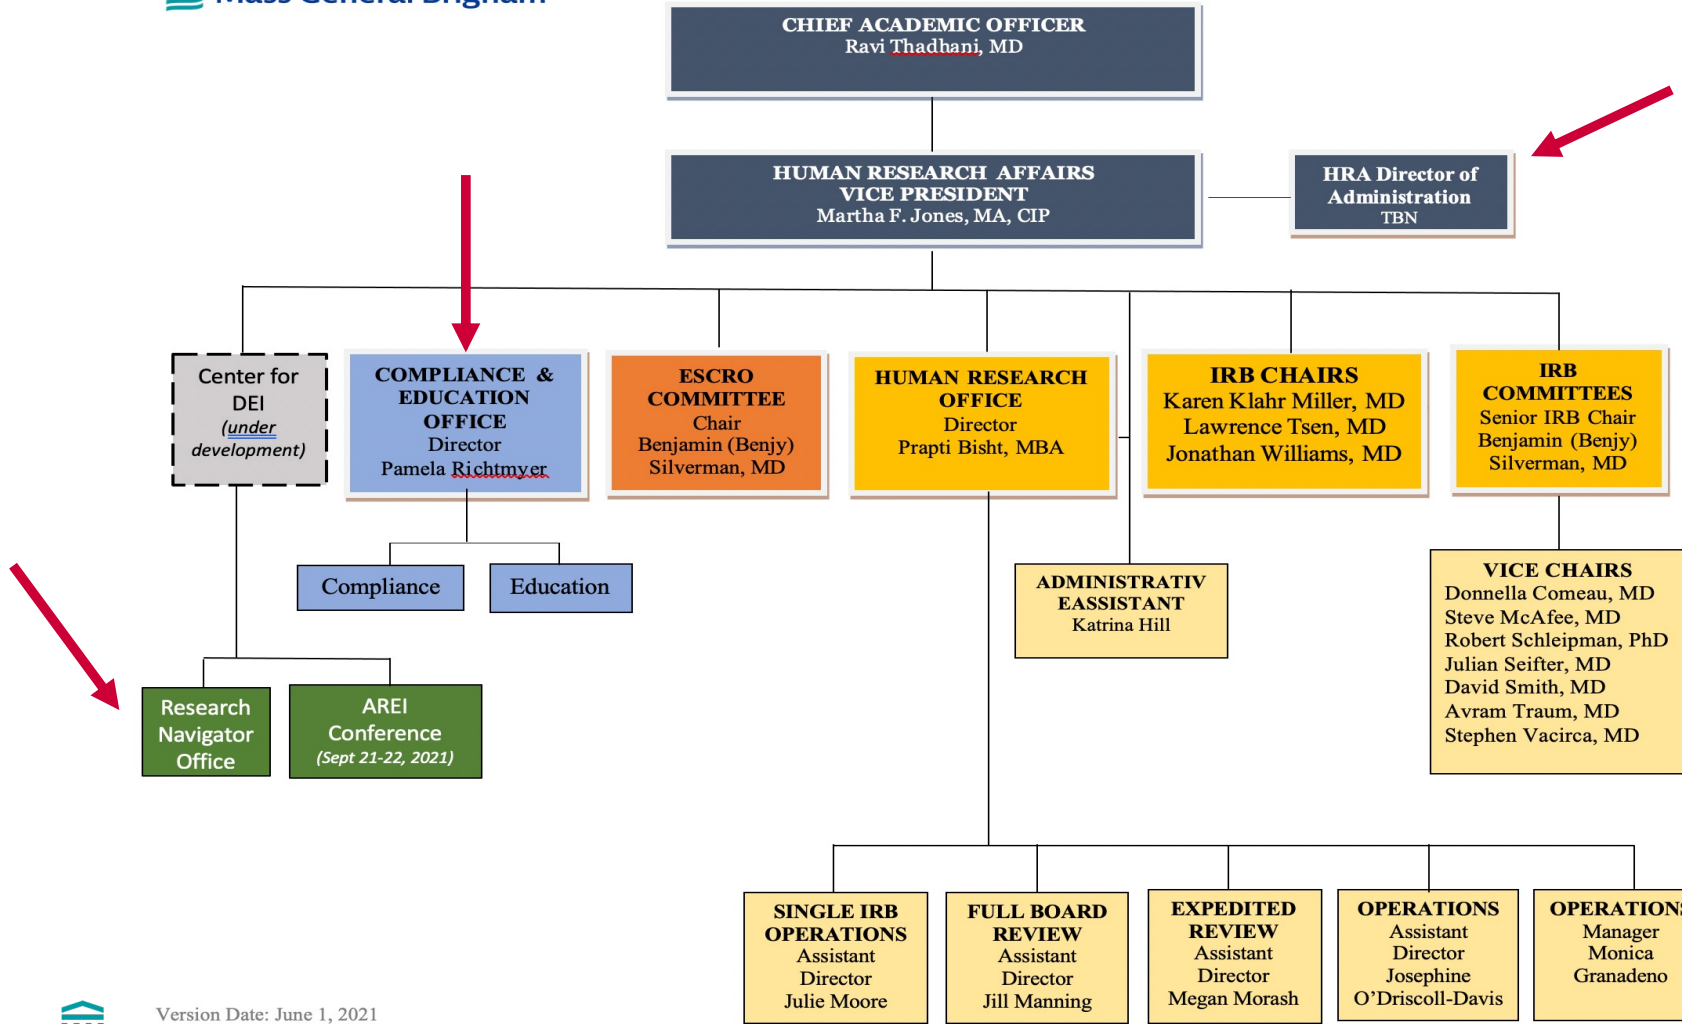 Mass General Brigham
CHIEF ACADEMIC OFFICER
Ravi Thadhani, MD
HUMAN RESEARCH AFFAIRS
VICE PRESIDENT
Martha F. Jones, MA, CIP
HRA Director of
Administration
TBN
Center for
DEI
(under
development)
COMPLIANCE &
EDUCATION
OFFICE
Director
Pamela Richtmyer
ESCRO
COMMITTEE
Chair
Benjamin (Benjy)
Silverman, MD
HUMAN RESEARCH
OFFICE
Director
Prapti Bisht, MBA
IRB CHAIRS
Karen Klahr Miller, MD
Lawrence Tsen, MD
Jonathan Williams, MD
IRB
COMMITTEES
Senior IRB Chair
Benjamin (Benjy)
Silverman, MD
Compliance
Education
ADMINISTRATIV
EASSISTANT
Katrina Hill
VICE CHAIRS
Donnella Comeau, MD
Steve McAfee, MD
Robert Schleipman, PhD
Julian Seifter, MD
David Smith, MD
Avram Traum, MD
Stephen Vacirca, MD
Research
Navigator
Office
AREI
Conference
(Sept 21-22, 2021)
SINGLE IRB
OPERATIONS
Assistant
Director
Julie Moore
FULL BOARD
REVIEW
Assistant
Director
Jill Manning
EXPEDITED
REVIEW
Assistant
Director
Megan Morash
OPERATIONS
Assistant
Director
Josephine
O'Driscoll-Davis
OPERATIONS
Manager
Monica
Granadeno
Version Date: June 1, 2021